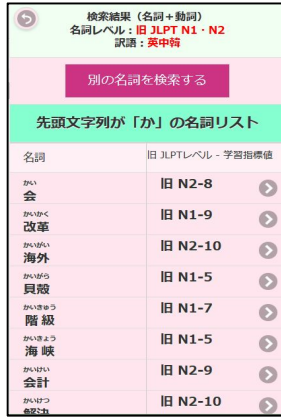 検索結果（名詞＋動詞）
名詞レベル：旧 JLPT N1・N2
訳語：英中韓
別の名詞を検索する
先頭文字列が「か」の名詞リスト
名詞 旧 JLPTレベル - 学習指標値
かい
会 旧 N2-8
かいかく
改革 旧 N1-9
かいがい
海外 旧 N2-10
かいがら
貝殻 旧 N1-5
かいきゅう
階級 旧 N1-7
かいきょう
海峡 旧 N1-5
かいけい
会計 旧 N2-9
かいけつ
解決 旧 N2-10